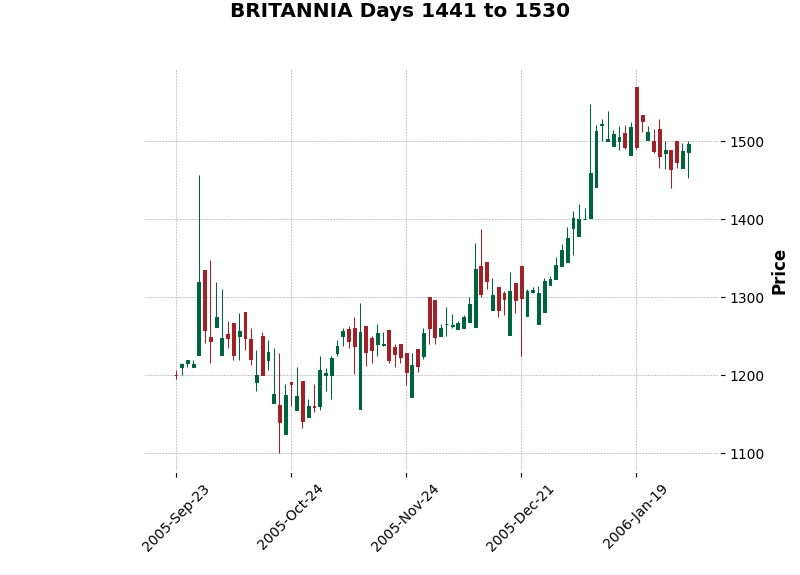 BRITANNIA Days 1441 to 1530
1500
1400
1300
1200
1100
Price
2005-Sep-23
2005-Oct-24
2005-Nov-24
2005-Dec-21
2006-Jan-19